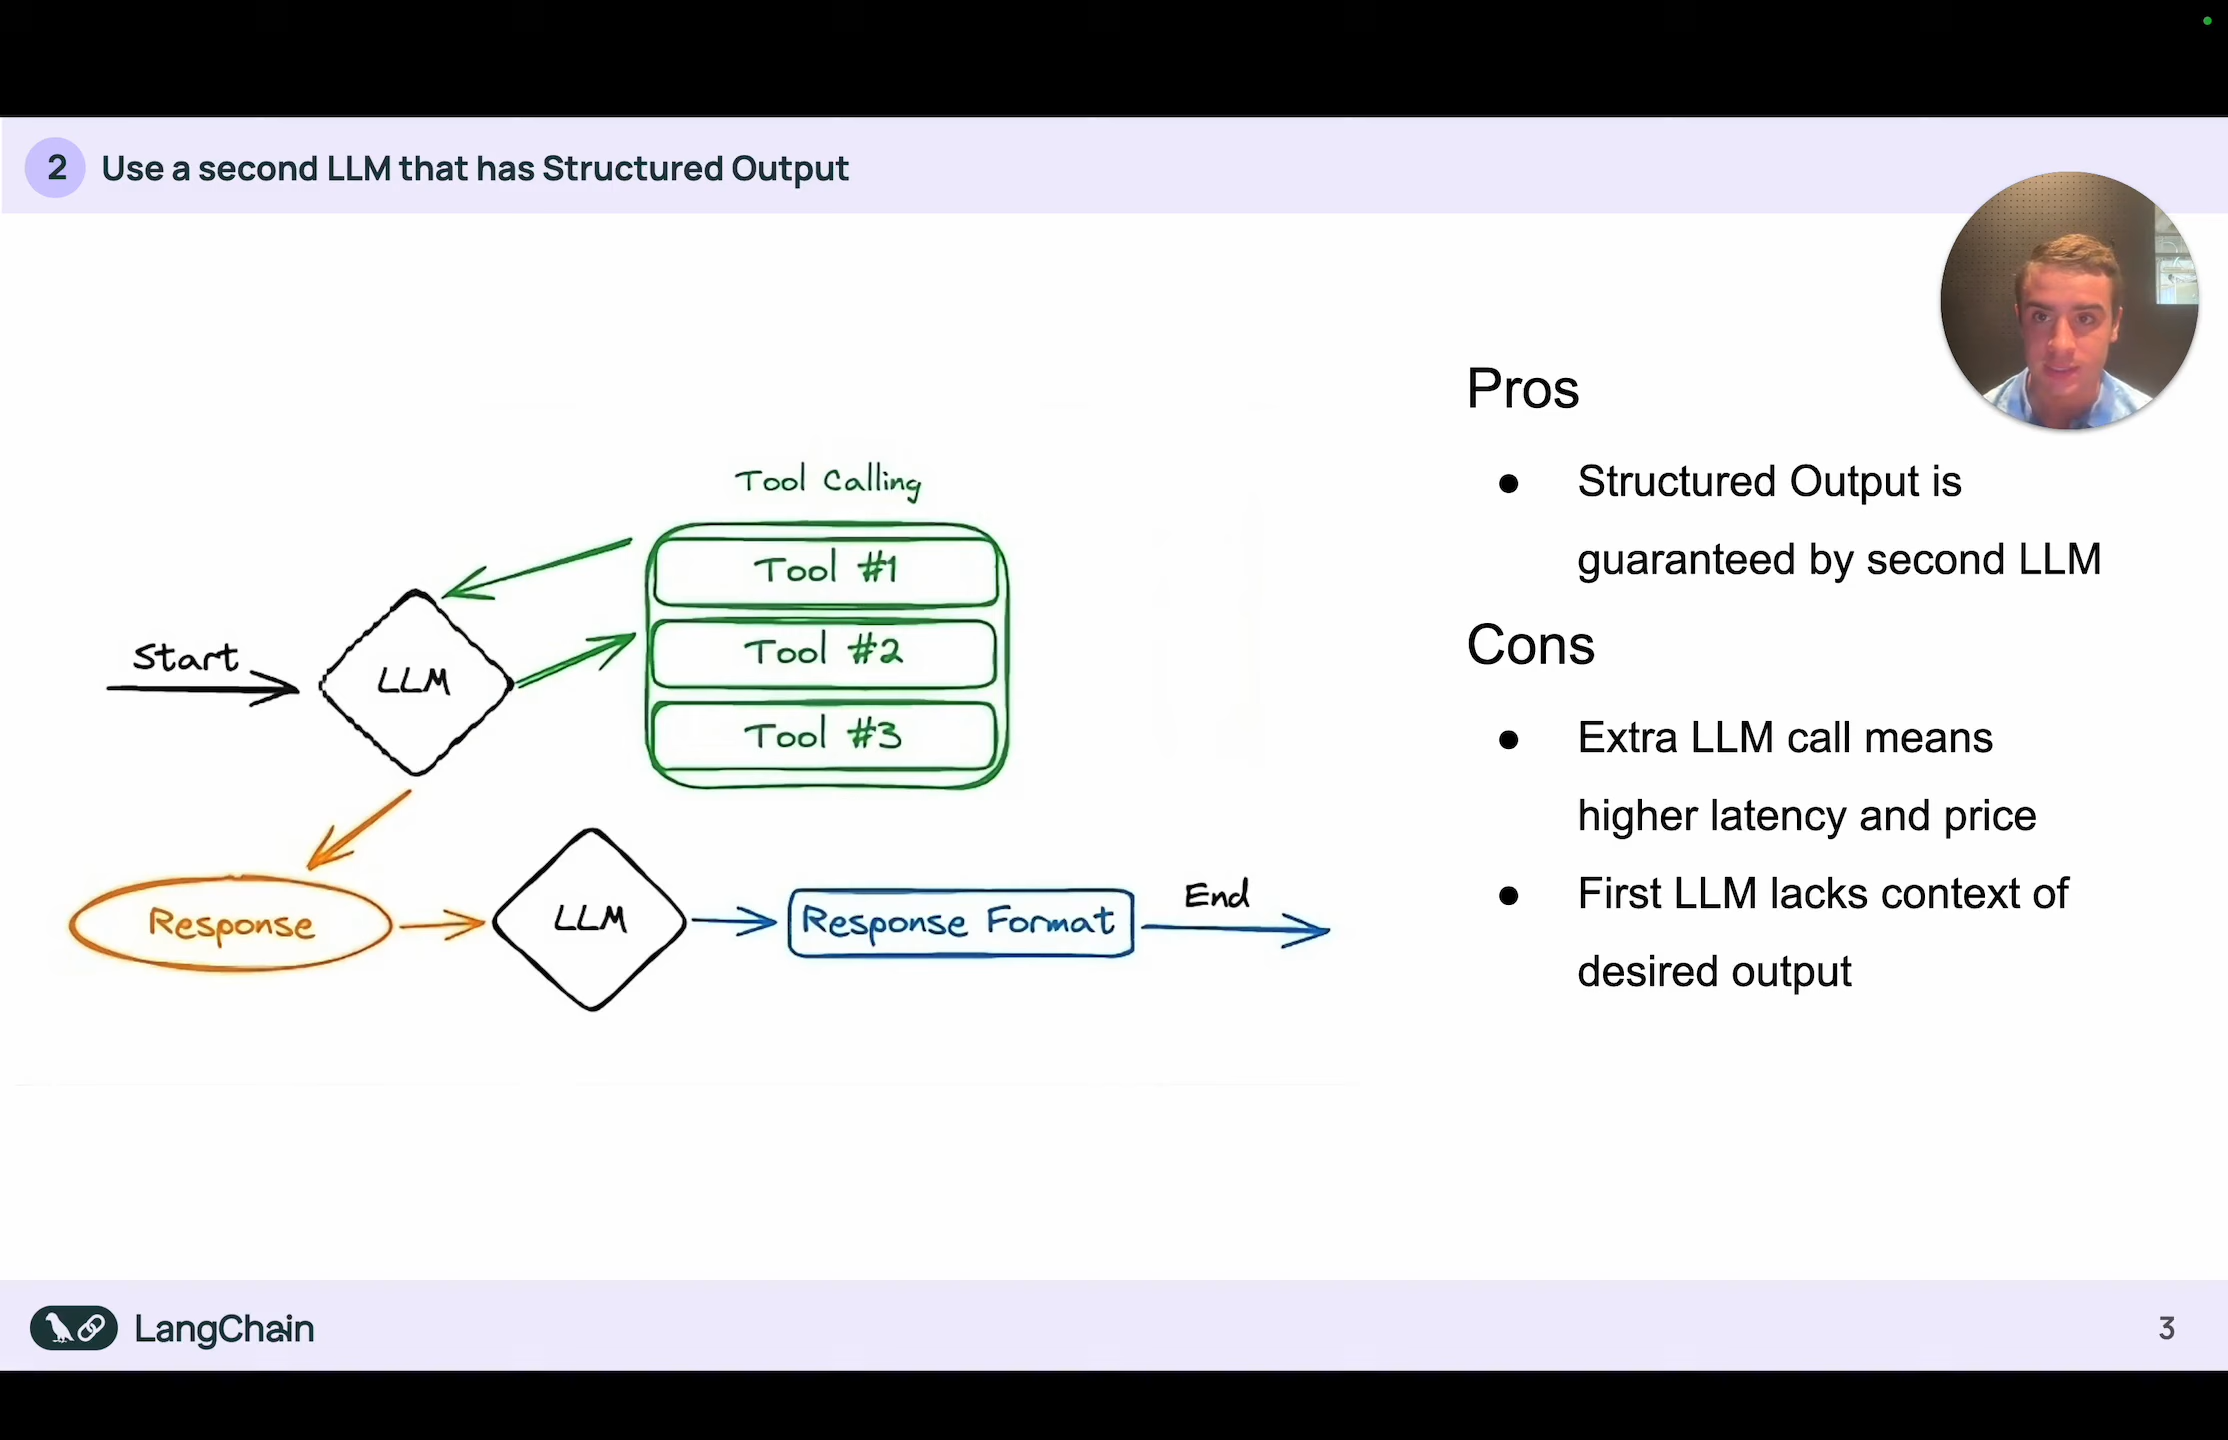 2
Use a second LLM that has Structured Output
Tool Calling
Tool #1
Tool #2
Tool #3
Start
LLM
Response
LLM
Response Format
End
Pros
● Structured Output is
guaranteed by second LLM
Cons
● Extra LLM call means
higher latency and price
● First LLM lacks context of
desired output
LangChain
3